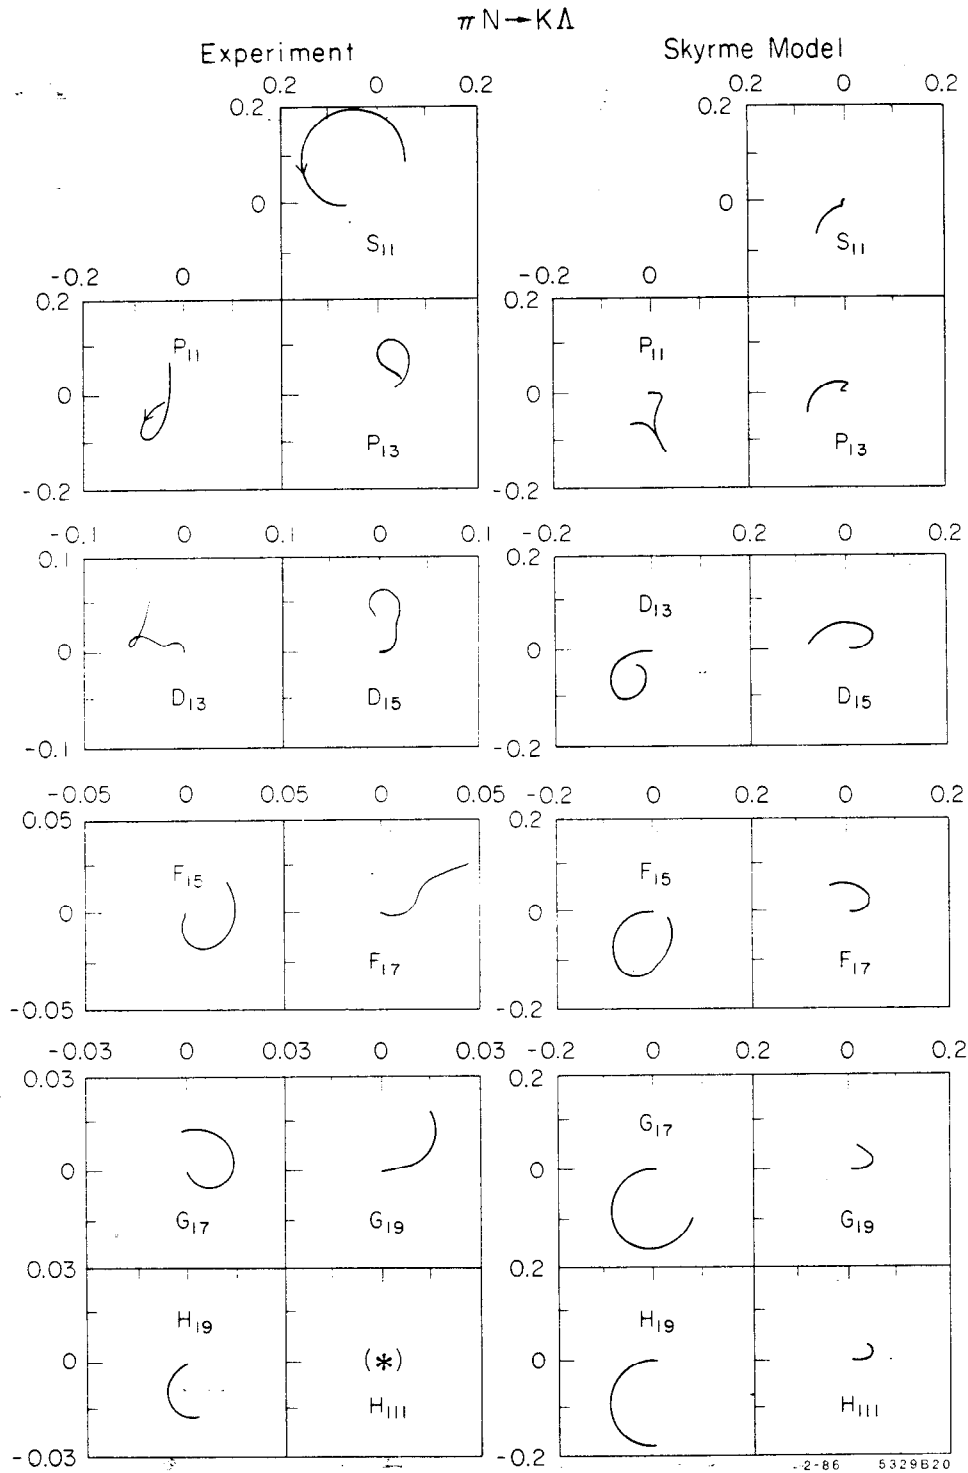 πN→KΛ
Experiment Skyrme Model
0.2 0 0.2 0.2 0 0.2
0.2 0.2
0 0
S11 S11
-0.2 0 0
0.2 0.2
P11 P11
0 0
P13 P13
-0.2 -0.2
-0.1 0 0.1 0 0.1 -0.2 0 0.2 0 0.2
0.1 0.2
D13
0 0
D13 D15 D15
-0.1 -0.2
-0.05 0 0.05 0 0.05 -0.2 0 0.2 0 0.2
0.05 0.2
F15 F15
0 0
F17 F17
-0.05 -0.2
-0.03 0 0.03 0 0.03 -0.2 0 0.2 0 0.2
0.03 0.2
G17
0 0
G17 G19 G19
0.03 0.2
H19 H19
0 (*) 0
H111 H111
-0.03 -0.2
2-86 5329B20